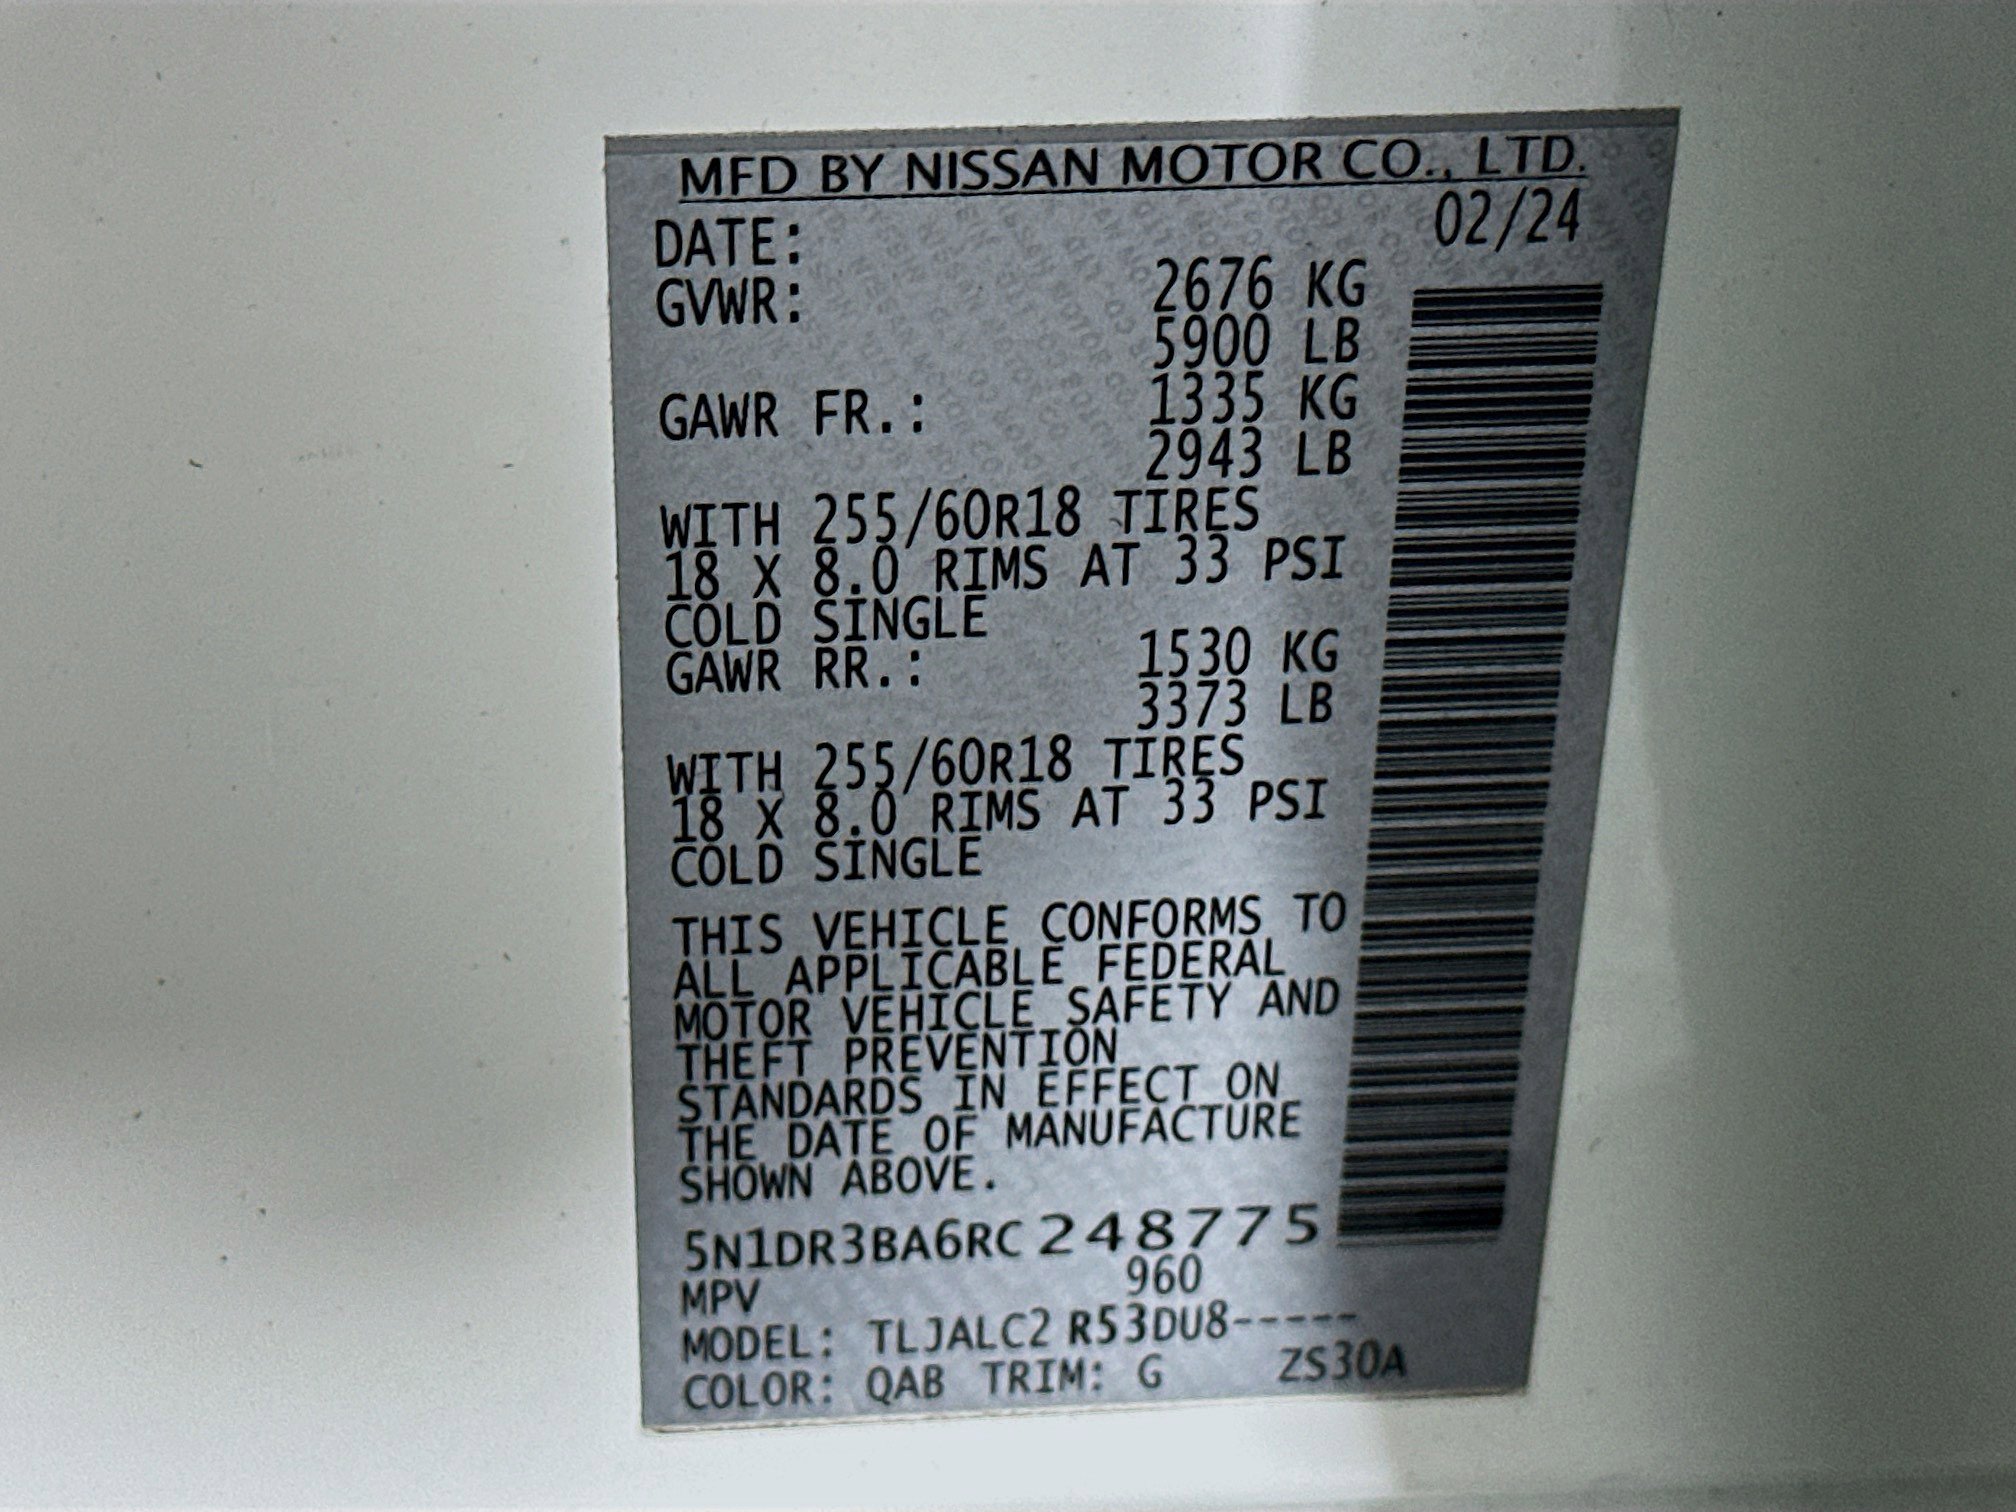 MFD BY NISSAN MOTOR CO., LTD.
DATE: 02/24
GVWR: 2676 KG
5900 LB
GAWR FR.: 1335 KG
2943 LB
WITH 255/60R18 TIRES
18 X 8.0 RIMS AT 33 PSI
COLD SINGLE
GAWR RR.: 1530 KG
3373 LB
WITH 255/60R18 TIRES
18 X 8.0 RIMS AT 33 PSI
COLD SINGLE
THIS VEHICLE CONFORMS TO
ALL APPLICABLE FEDERAL
MOTOR VEHICLE SAFETY AND
THEFT PREVENTION
STANDARDS IN EFFECT ON
THE DATE OF MANUFACTURE
SHOWN ABOVE.
5N1DR3BA6RC248775
MPV 960
MODEL: TLJALC2 R53DU8-----
COLOR: QAB TRIM: G ZS30A